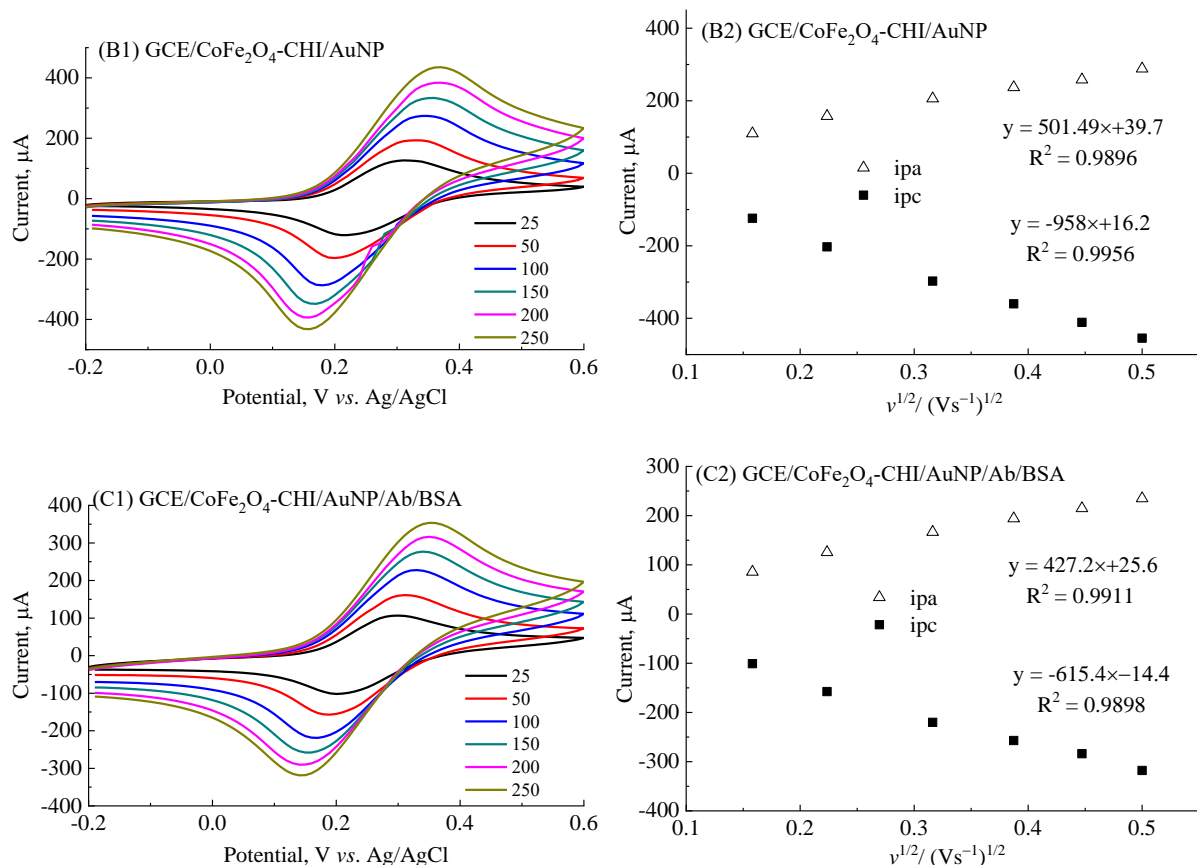 (B1) GCE/CoFe₂O₄-CHI/AuNP
400
200
0
-200
-400
Current, μA
25
50
100
150
200
250
-0.2 0.0 0.2 0.4 0.6
Potential, V vs. Ag/AgCl
(B2) GCE/CoFe₂O₄-CHI/AuNP
400
200
0
-200
-400
Current, μA
y = 501.49×+39.7
R² = 0.9896
ipa
ipc
y = -958×+16.2
R² = 0.9956
0.1 0.2 0.3 0.4 0.5
v¹/²/ (Vs⁻¹)¹/²
(C1) GCE/CoFe₂O₄-CHI/AuNP/Ab/BSA
400
300
200
100
0
-100
-200
-300
-400
Current, μA
25
50
100
150
200
250
-0.2 0.0 0.2 0.4 0.6
Potential, V vs. Ag/AgCl
(C2) GCE/CoFe₂O₄-CHI/AuNP/Ab/BSA
300
200
100
0
-100
-200
-300
-400
Current, μA
y = 427.2×+25.6
R² = 0.9911
ipa
ipc
y = -615.4×−14.4
R² = 0.9898
0.1 0.2 0.3 0.4 0.5
v¹/²/ (Vs⁻¹)¹/²